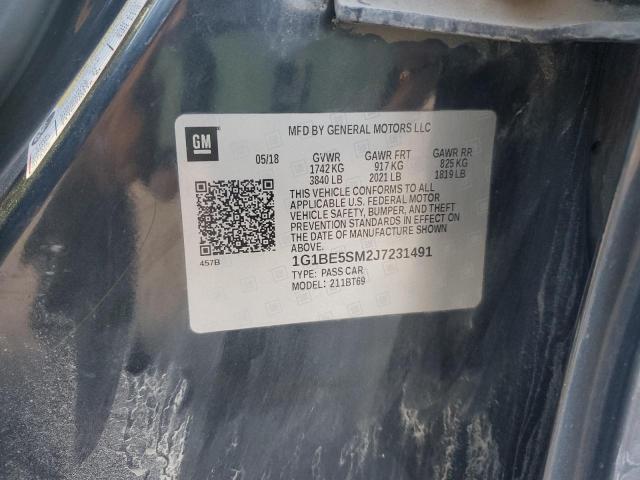 GM
MFD BY GENERAL MOTORS LLC
05/18 GVWR GAWR FRT GAWR RR
1742 KG 917 KG 825 KG
3840 LB 2021 LB 1819 LB
THIS VEHICLE CONFORMS TO ALL
APPLICABLE U.S. FEDERAL MOTOR
VEHICLE SAFETY, BUMPER, AND THEFT
PREVENTION STANDARDS IN EFFECT ON
THE DATE OF MANUFACTURE SHOWN
ABOVE.
457B
1G1BE5SM2J7231491
TYPE: PASS CAR
MODEL: 211BT69